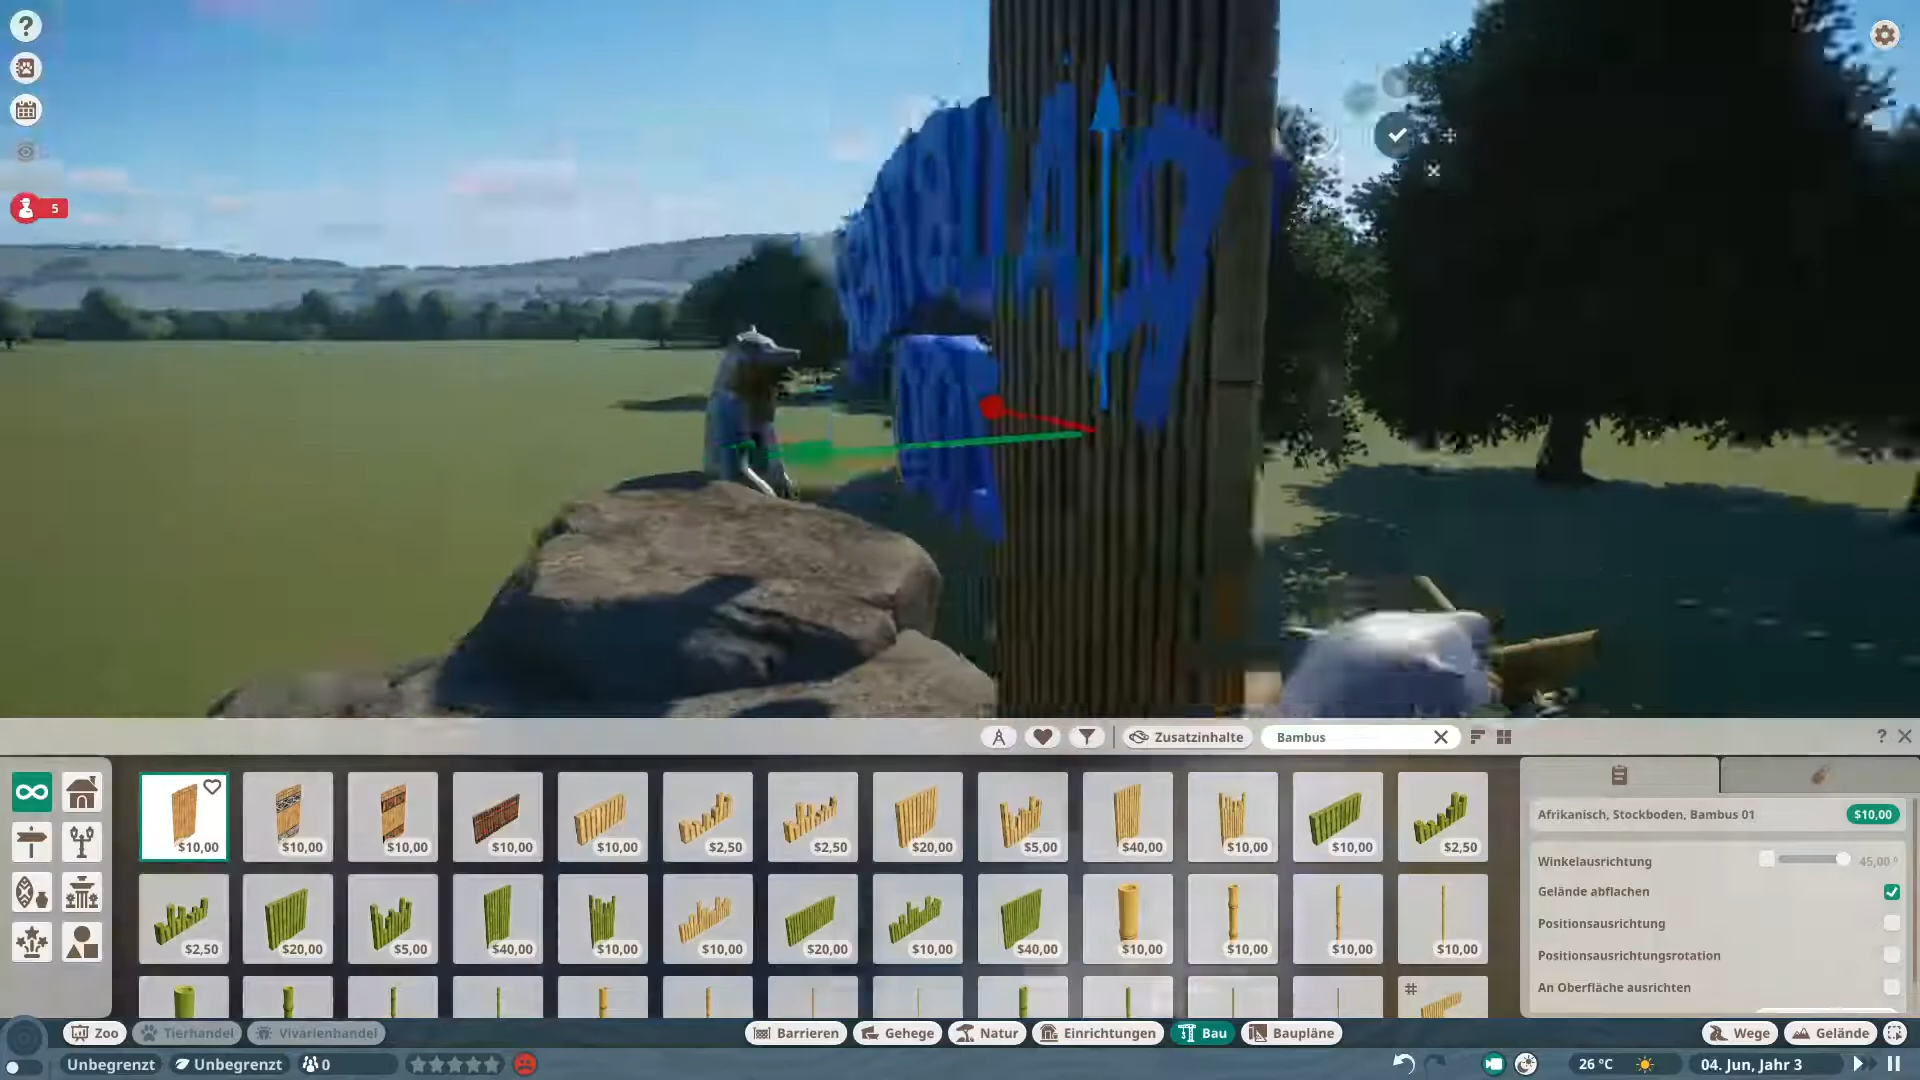 ?
5
Zusatzinhalte
Bambus
?
$10,00
$10,00
$10,00
$10,00
$10,00
$2,50
$2,50
$20,00
$5,00
$40,00
$10,00
$10,00
$2,50
$2,50
$20,00
$5,00
$40,00
$10,00
$10,00
$20,00
$10,00
$40,00
$10,00
$10,00
$10,00
$10,00
#
Afrikanisch, Stockboden, Bambus 01
$10,00
Winkelausrichtung
45,00 °
Gelände abflachen
Positionsausrichtung
Positionsausrichtungsrotation
An Oberfläche ausrichten
Zoo
Tierhandel
Vivarienhandel
Barrieren
Gehege
Natur
Einrichtungen
Bau
Baupläne
Wege
Gelände
Unbegrenzt
Unbegrenzt
0
26 °C
04. Jun, Jahr 3